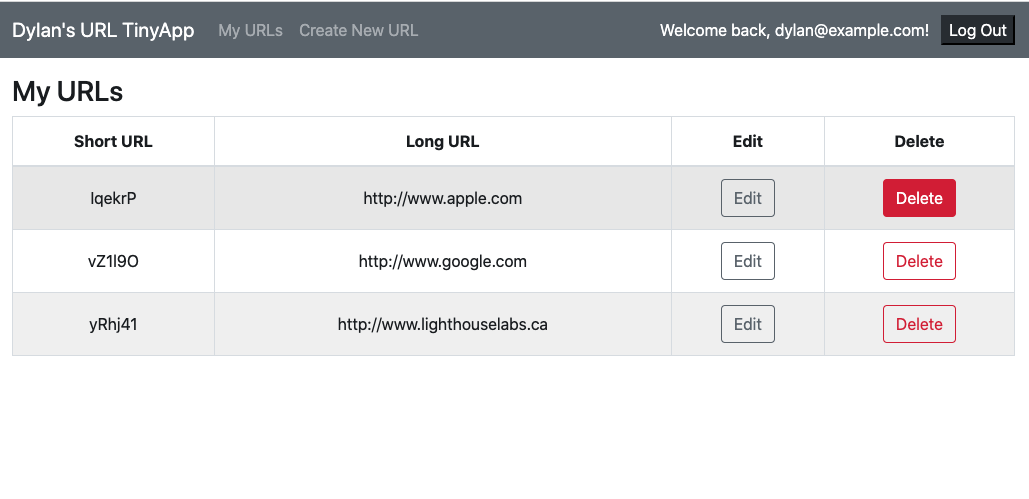 Dylan's URL TinyApp My URLs Create New URL Welcome back, dylan@example.com! Log Out
My URLs
Short URL Long URL Edit Delete
lqekrP http://www.apple.com Edit Delete
vZ1l9O http://www.google.com Edit Delete
yRhj41 http://www.lighthouselabs.ca Edit Delete